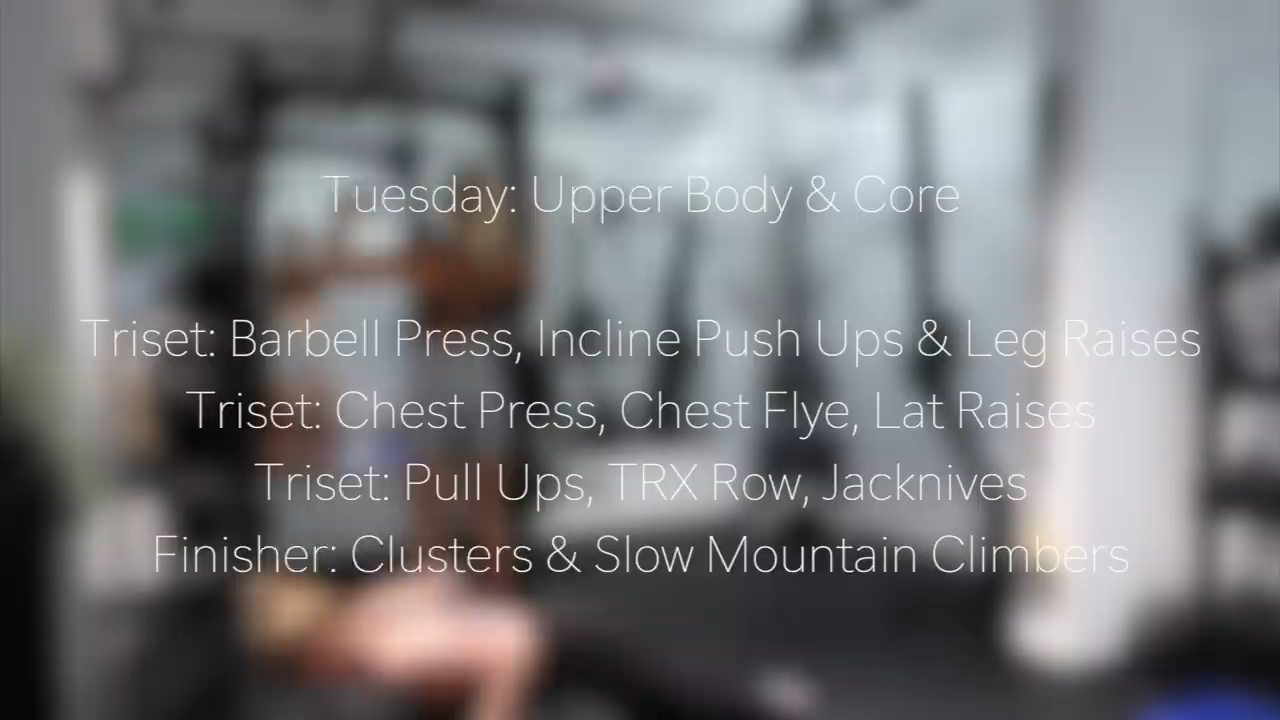 Tuesday: Upper Body & Core
Triset: Barbell Press, Incline Push Ups & Leg Raises
Triset: Chest Press, Chest Flye, Lat Raises
Triset: Pull Ups, TRX Row, Jacknives
Finisher: Clusters & Slow Mountain Climbers